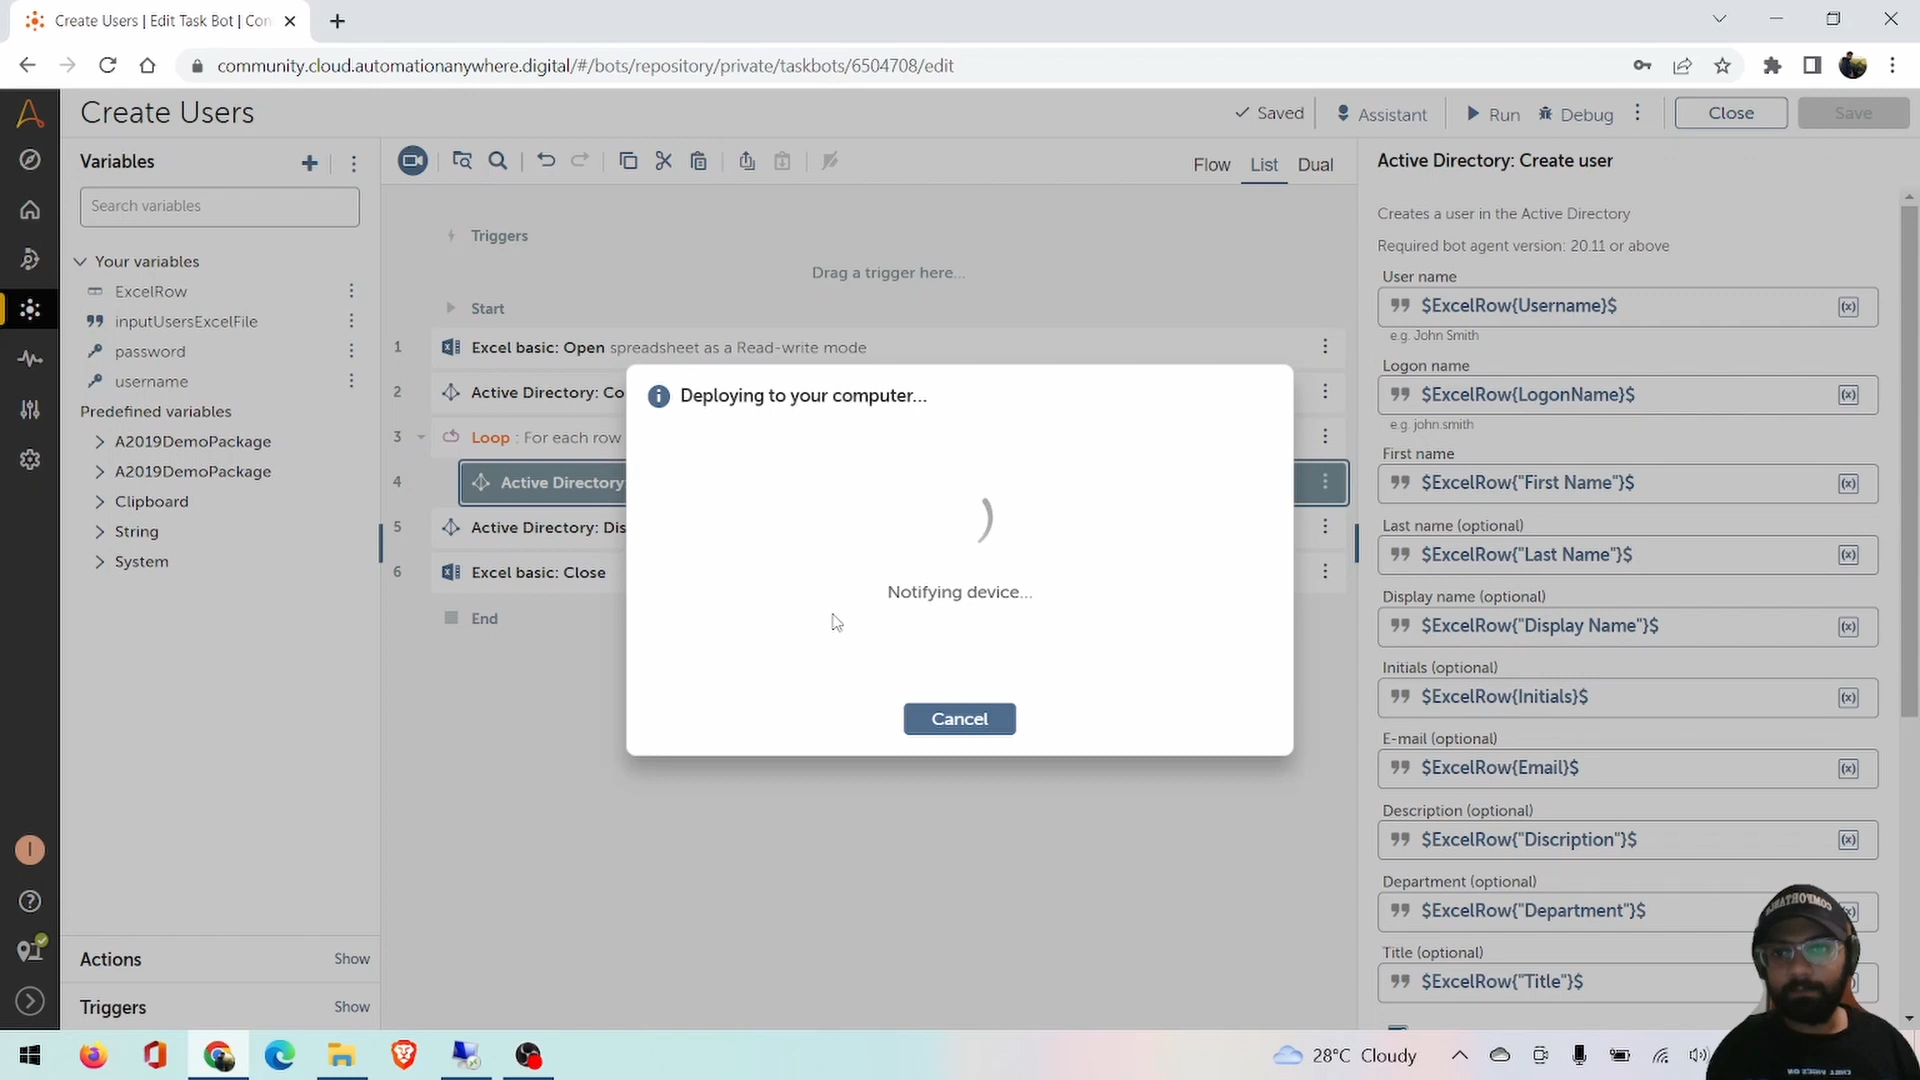 Create Users | Edit Task Bot | Con
community.cloud.automationanywhere.digital/#/bots/repository/private/taskbots/6504708/edit
Create Users
Saved
Assistant
Run
Debug
Close
Save
Variables
Search variables
Your variables
ExcelRow
inputUsersExcelFile
password
username
Predefined variables
A2019DemoPackage
A2019DemoPackage
Clipboard
String
System
Actions
Show
Triggers
Show
Flow
List
Dual
Triggers
Drag a trigger here...
Start
1 Excel basic: Open spreadsheet as a Read-write mode
2 Active Directory: Co
3 Loop : For each row
4 Active Directory
5 Active Directory: Dis
6 Excel basic: Close
End
Deploying to your computer...
Notifying device...
Cancel
Active Directory: Create user
Creates a user in the Active Directory
Required bot agent version: 20.11 or above
User name
$ExcelRow{Username}$ (x)
e.g. John Smith
Logon name
$ExcelRow{LogonName}$ (x)
e.g. john.smith
First name
$ExcelRow{"First Name"}$ (x)
Last name (optional)
$ExcelRow{"Last Name"}$ (x)
Display name (optional)
$ExcelRow{"Display Name"}$ (x)
Initials (optional)
$ExcelRow{Initials}$ (x)
E-mail (optional)
$ExcelRow{Email}$ (x)
Description (optional)
$ExcelRow{"Discription"}$ (x)
Department (optional)
$ExcelRow{"Department"}$ (x)
Title (optional)
$ExcelRow{"Title"}$
COMFORTABLE
I
28°C Cloudy